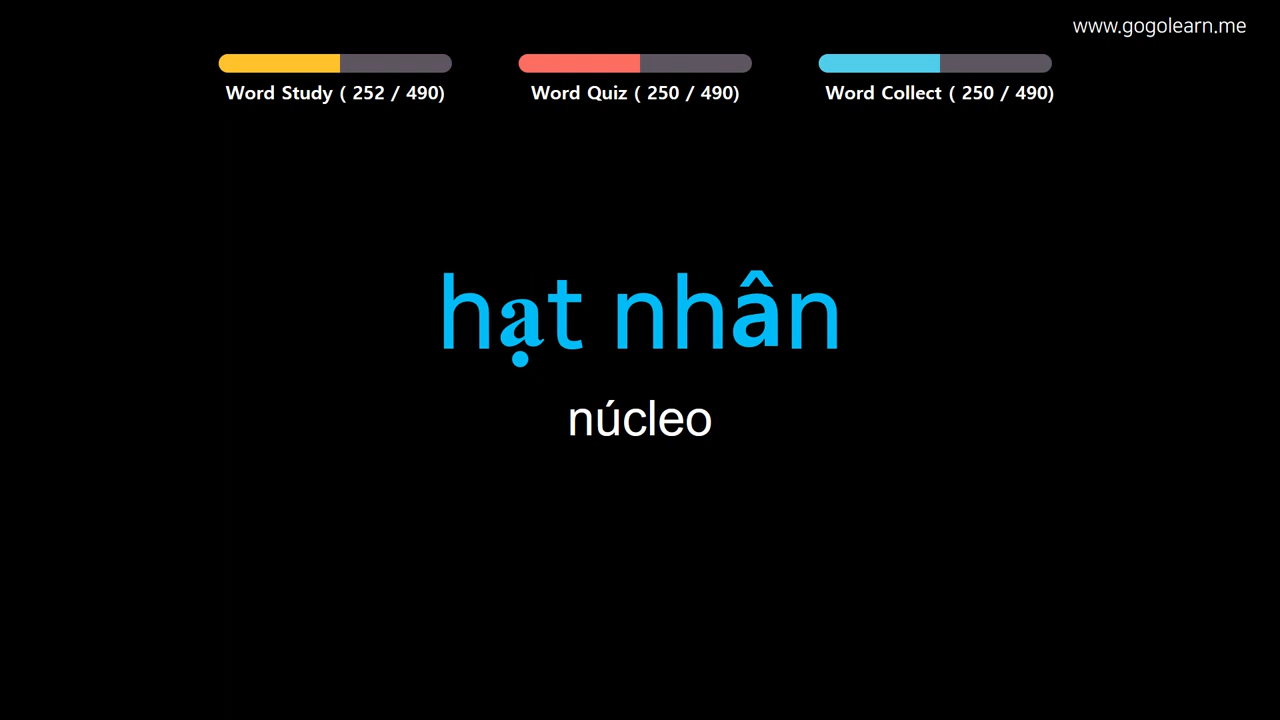 www.gogolearn.me
Word Study ( 252 / 490)
Word Quiz ( 250 / 490)
Word Collect ( 250 / 490)
hạt nhân
núcleo